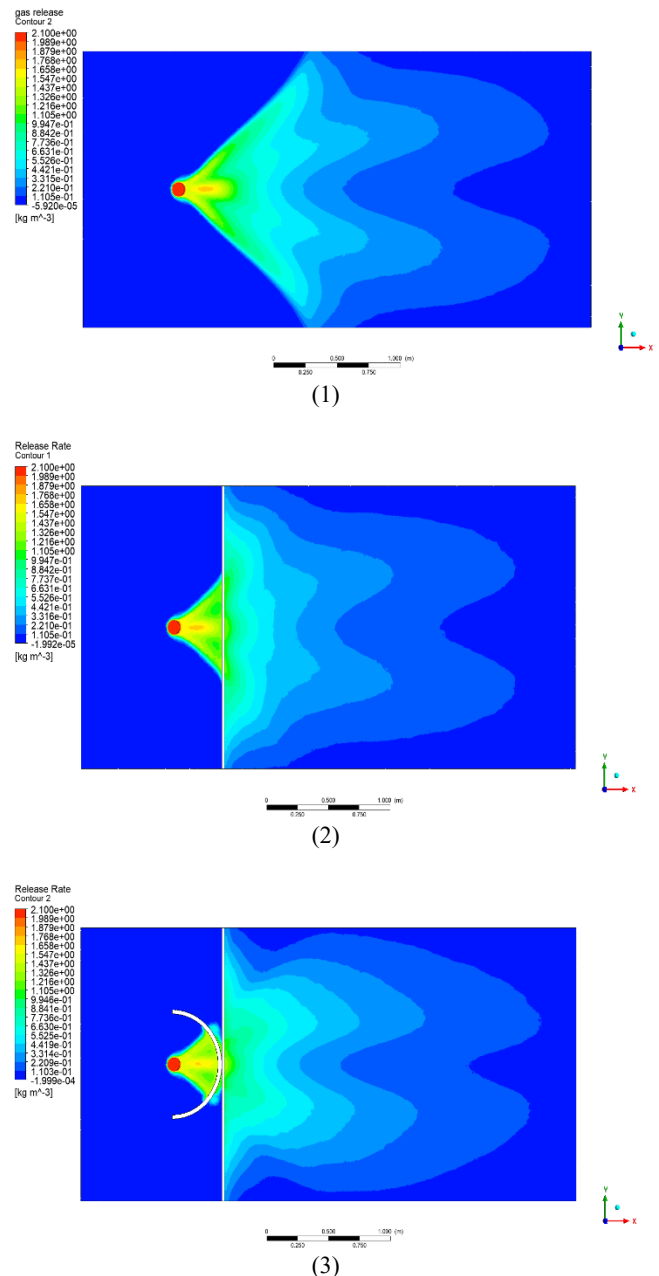 gas release
Contour 2
2.100e+00
1.989e+00
1.879e+00
1.768e+00
1.658e+00
1.547e+00
1.437e+00
1.326e+00
1.216e+00
1.105e+00
9.947e-01
8.842e-01
7.736e-01
6.631e-01
5.526e-01
4.421e-01
3.315e-01
2.210e-01
1.105e-01
-5.920e-05
[kg m^-3]
Y
X
0 0.500 1.000 (m)
0.250 0.750
(1)
Release Rate
Contour 1
2.100e+00
1.989e+00
1.879e+00
1.768e+00
1.658e+00
1.547e+00
1.437e+00
1.326e+00
1.216e+00
1.105e+00
9.947e-01
8.842e-01
7.737e-01
6.631e-01
5.526e-01
4.421e-01
3.316e-01
2.210e-01
1.105e-01
-1.992e-05
[kg m^-3]
Y
X
0 0.500 1.000 (m)
0.250 0.750
(2)
Release Rate
Contour 2
2.100e+00
1.989e+00
1.879e+00
1.768e+00
1.658e+00
1.547e+00
1.437e+00
1.326e+00
1.216e+00
1.105e+00
9.946e-01
8.841e-01
7.736e-01
6.630e-01
5.525e-01
4.419e-01
3.314e-01
2.209e-01
1.103e-01
-1.999e-04
[kg m^-3]
Y
X
0 0.500 1.000 (m)
0.250 0.750
(3)